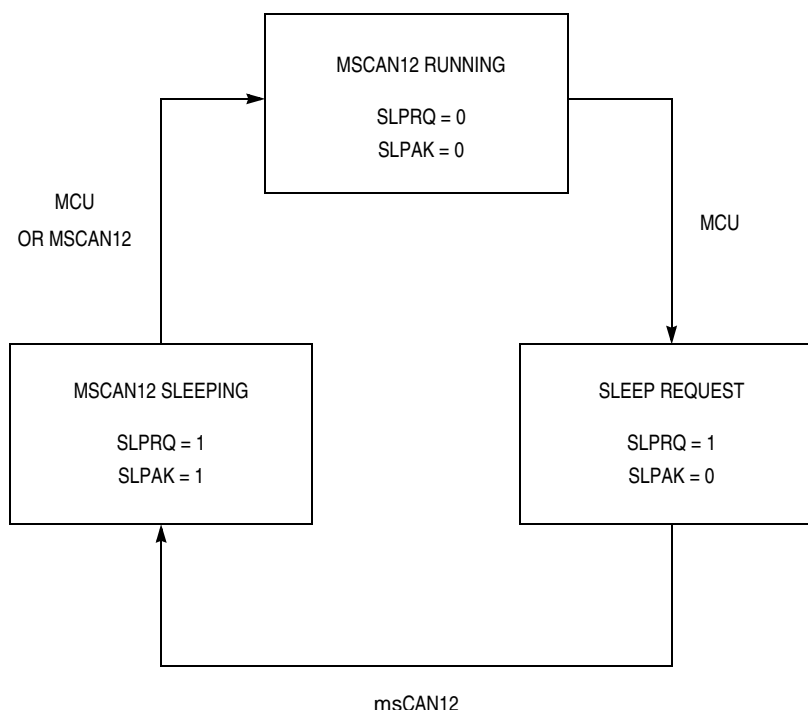 MSCAN12 RUNNING
SLPRQ = 0
SLPAK = 0
MCU
OR MSCAN12
MCU
MSCAN12 SLEEPING
SLPRQ = 1
SLPAK = 1
SLEEP REQUEST
SLPRQ = 1
SLPAK = 0
msCAN12